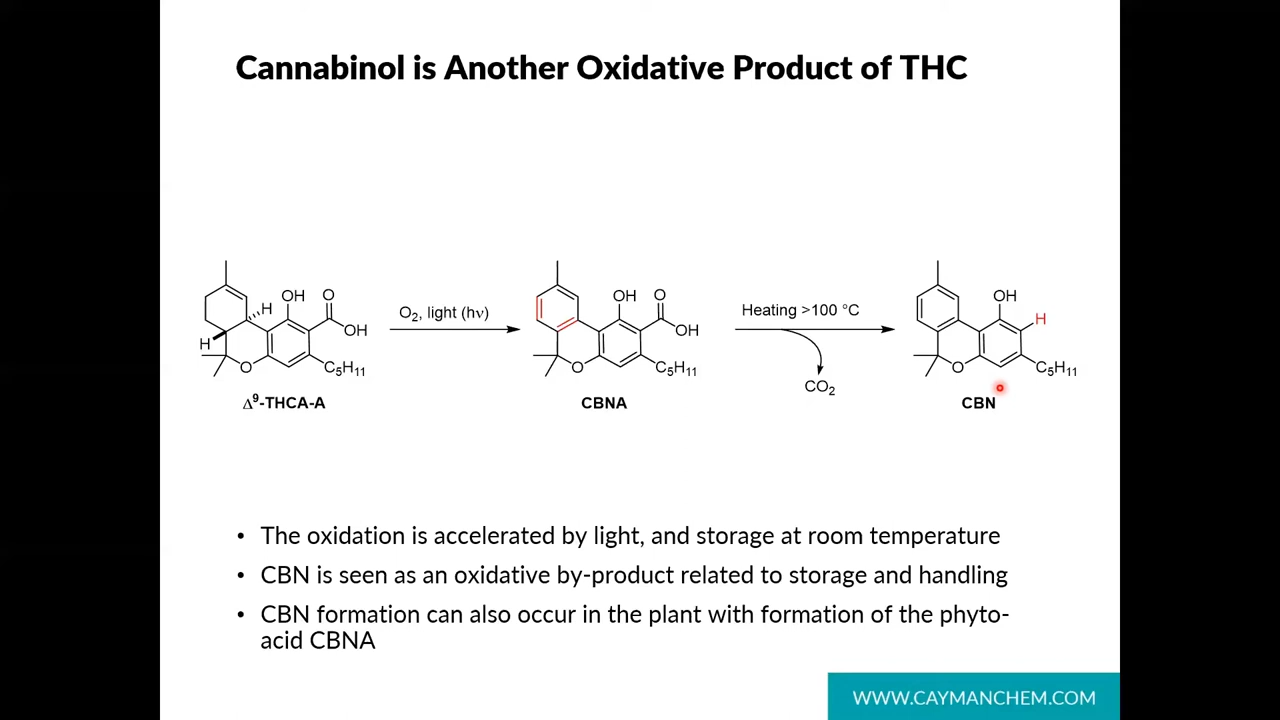 Cannabinol is Another Oxidative Product of THC
OH O
H
OH
H
O
C₅H₁₁
Δ⁹-THCA-A
O₂, light (hν)
OH O
OH
O
C₅H₁₁
CBNA
Heating >100 °C
CO₂
OH
H
O
C₅H₁₁
CBN
• The oxidation is accelerated by light, and storage at room temperature
• CBN is seen as an oxidative by-product related to storage and handling
• CBN formation can also occur in the plant with formation of the phyto-
acid CBNA
WWW.CAYMANCHEM.COM